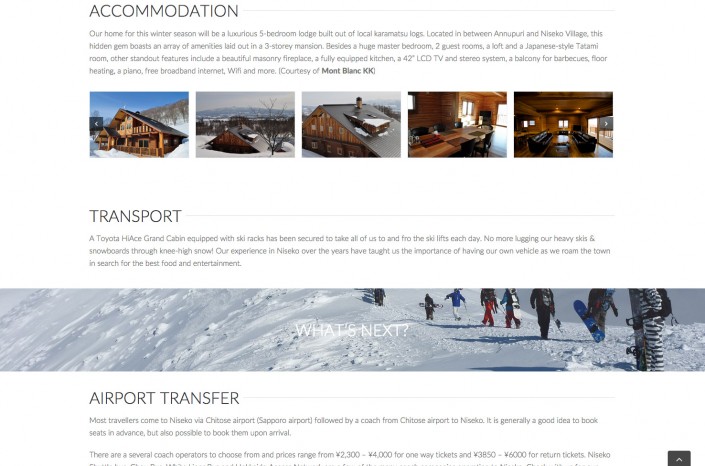 ACCOMMODATION
Our home for this winter season will be a luxurious 5-bedroom lodge built out of local karamatsu logs. Located in between Annupuri and Niseko Village, this
hidden gem boasts an array of amenities laid out in a 3-storey mansion. Besides a huge master bedroom, 2 guest rooms, a loft and a Japanese-style Tatami
room, other standout features include a beautiful masonry fireplace, a fully equipped kitchen, a 42" LCD TV and stereo system, a balcony for barbecues, floor
heating, a piano, free broadband internet, Wifi and more. (Courtesy of Mont Blanc KK)
TRANSPORT
A Toyota HiAce Grand Cabin equipped with ski racks has been secured to take all of us to and fro the ski lifts each day. No more lugging our heavy skis &
snowboards through knee-high snow! Our experience in Niseko over the years have taught us the importance of having our own vehicle as we roam the town
in search for the best food and entertainment.
WHAT'S NEXT?
AIRPORT TRANSFER
Most travellers come to Niseko via Chitose airport (Sapporo airport) followed by a coach from Chitose airport to Niseko. It is generally a good idea to book
seats in advance, but also possible to book them upon arrival.
There are a several coach operators to choose from and prices range from ¥2,300 – ¥4,000 for one way tickets and ¥3850 – ¥6000 for return tickets. Niseko